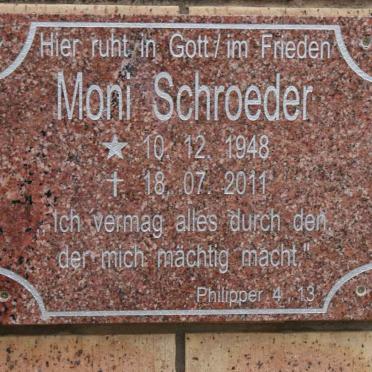 Hier ruht in Gott / im Frieden
Moni Schroeder
★ 10. 12. 1948
† 18. 07. 2011
„Ich vermag alles durch den,
der mich mächtig macht."
Philipper 4 , 13